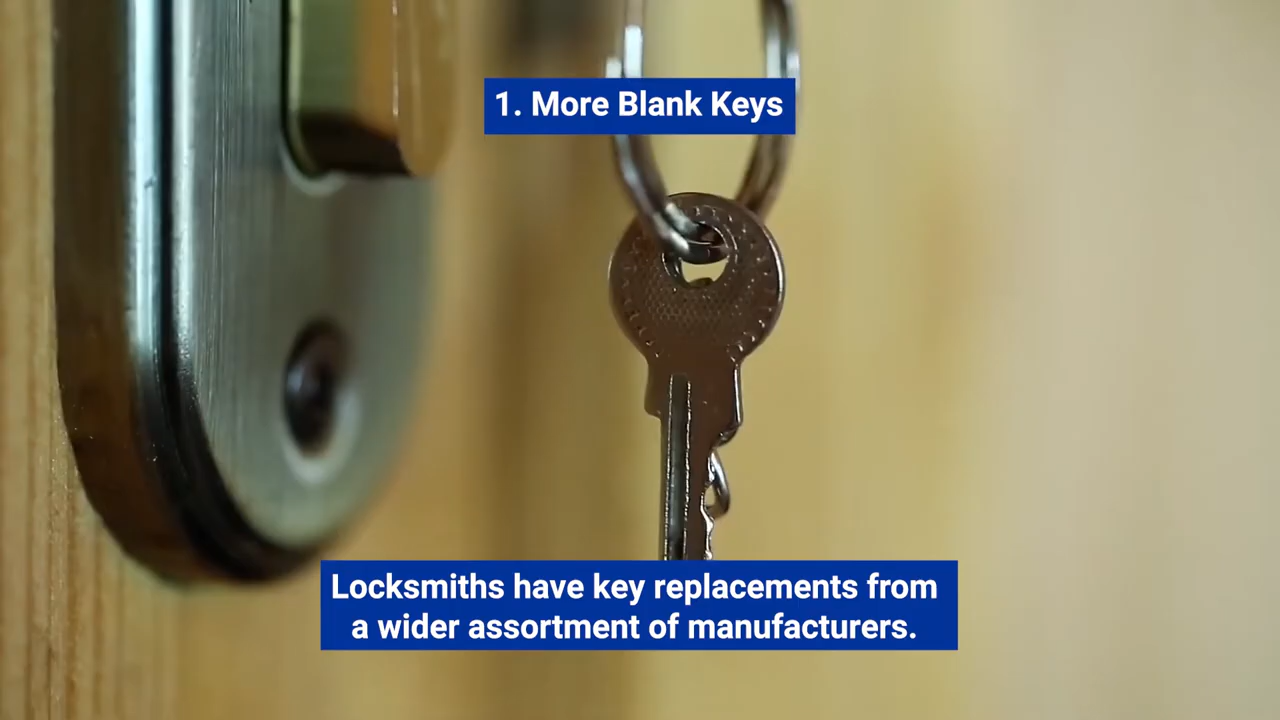 1. More Blank Keys
Locksmiths have key replacements from
a wider assortment of manufacturers.